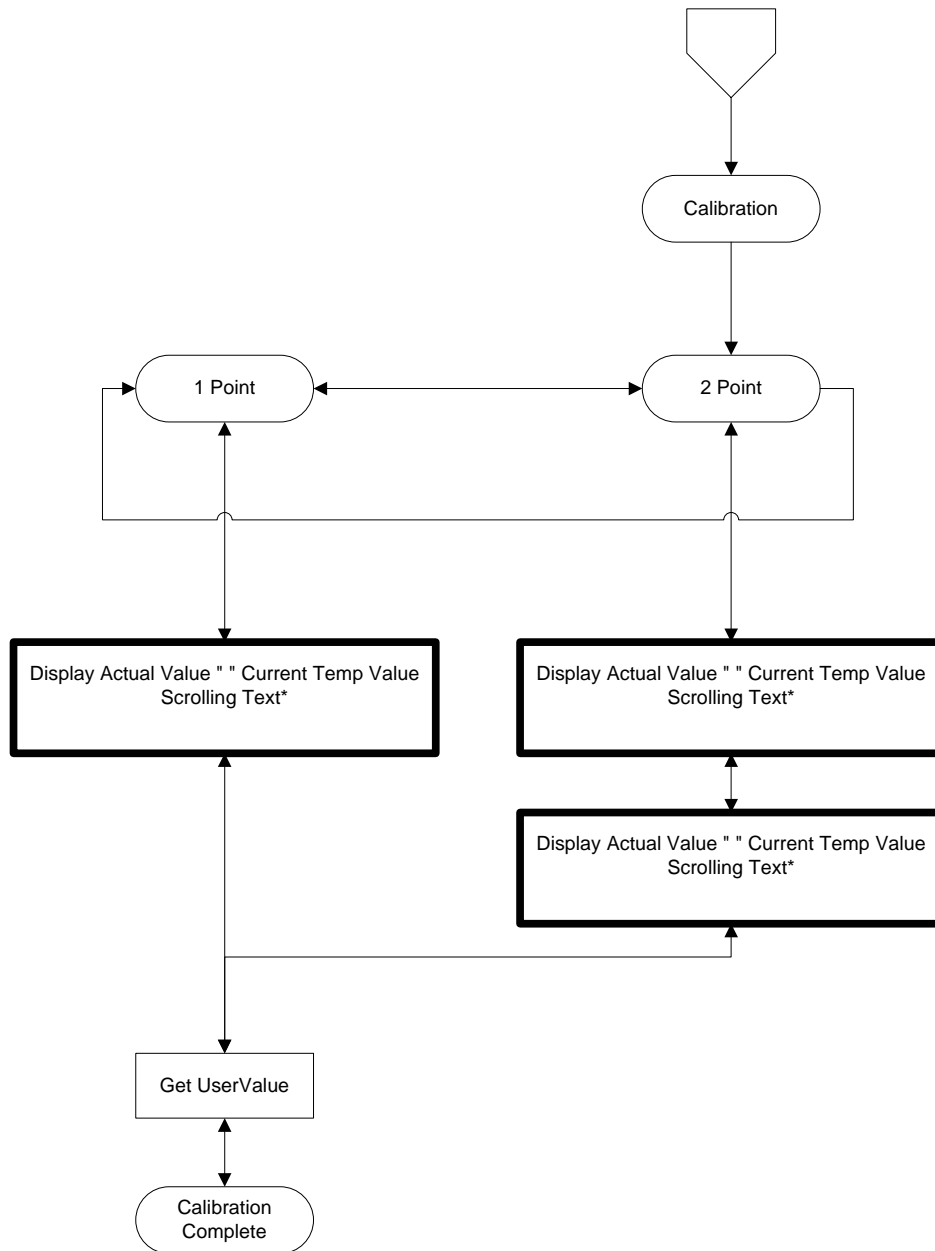 Calibration
1 Point
2 Point
Display Actual Value " " Current Temp Value
Scrolling Text*
Display Actual Value " " Current Temp Value
Scrolling Text*
Display Actual Value " " Current Temp Value
Scrolling Text*
Get UserValue
Calibration
Complete